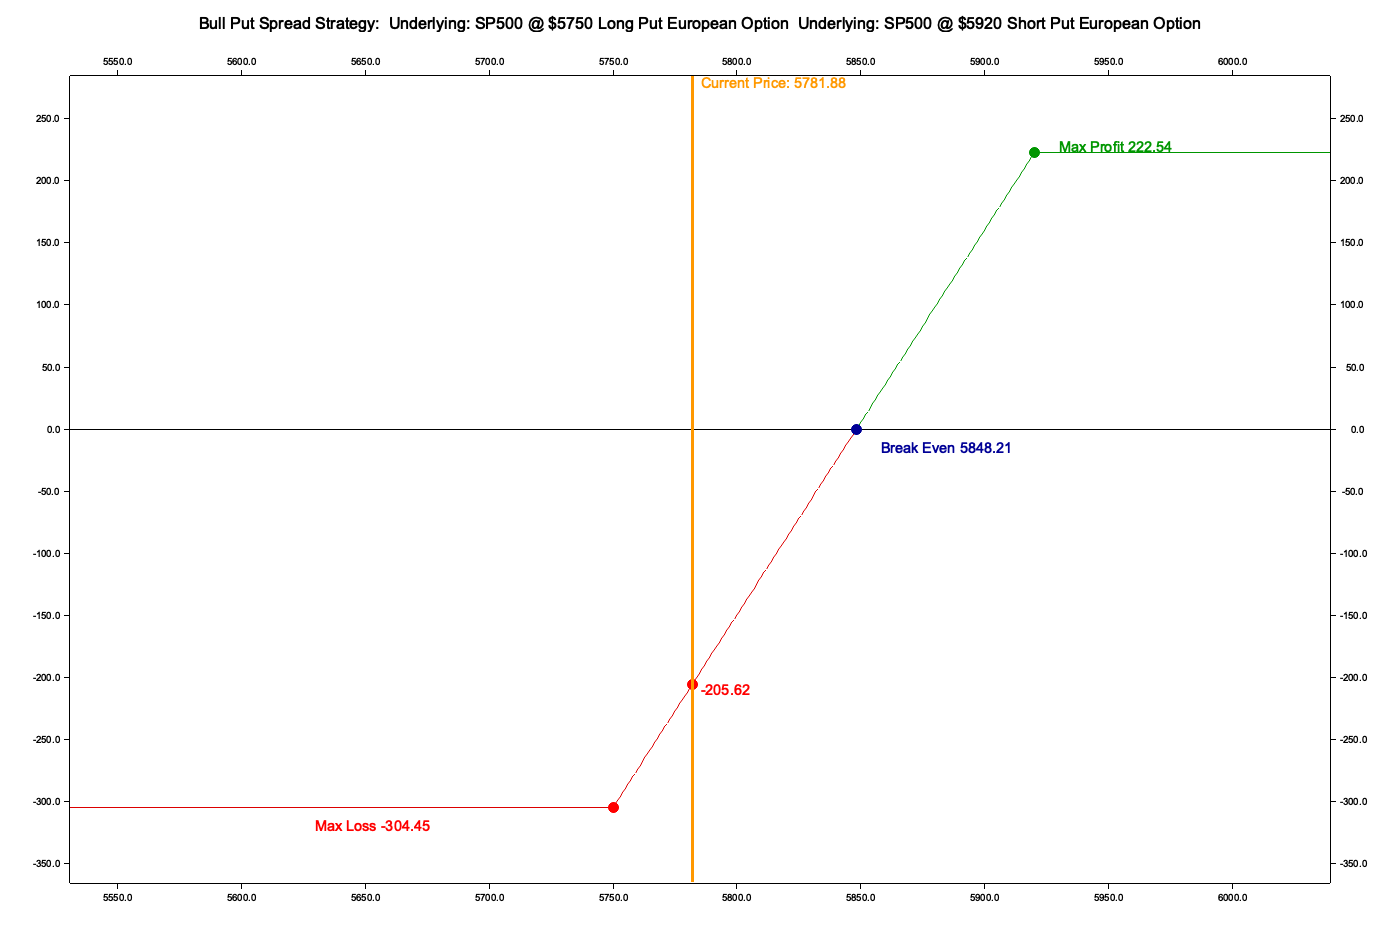 Bull Put Spread Strategy:  Underlying: SP500 @ $5750 Long Put European Option  Underlying: SP500 @ $5920 Short Put European Option
5550.0 5600.0 5650.0 5700.0 5750.0 5800.0 5850.0 5900.0 5950.0 6000.0
Current Price: 5781.88
250.0 250.0
Max Profit 222.54
200.0 200.0
150.0 150.0
100.0 100.0
50.0 50.0
0.0 0.0
Break Even 5848.21
-50.0 -50.0
-100.0 -100.0
-150.0 -150.0
-200.0 -200.0
-205.62
-250.0 -250.0
-300.0 -300.0
Max Loss -304.45
-350.0 -350.0
5550.0 5600.0 5650.0 5700.0 5750.0 5800.0 5850.0 5900.0 5950.0 6000.0